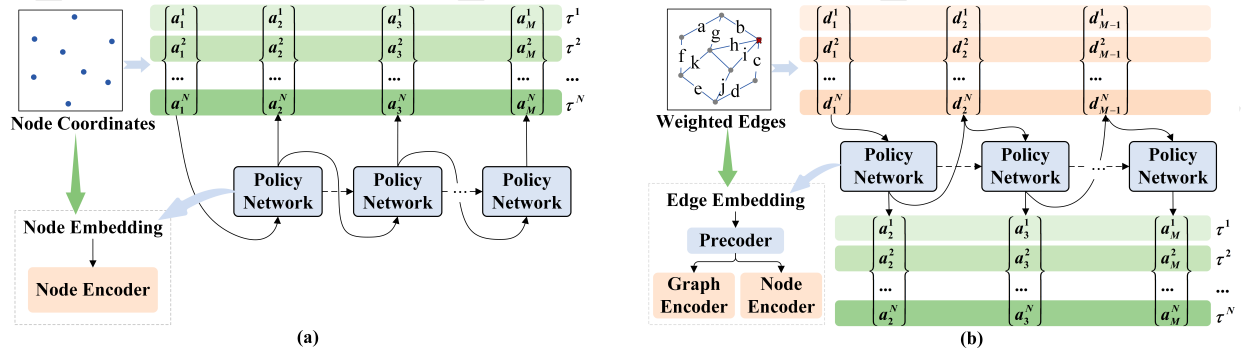 a_1^1 a_2^1 a_3^1 a_M^1 τ^1
a_1^2 a_2^2 a_3^2 a_M^2 τ^2
... ... ... ... ...
a_1^N a_2^N a_3^N a_M^N τ^N
Node Coordinates
Policy Network
Policy Network
...
Policy Network
Node Embedding
Node Encoder
(a)
a b
g
h
f i c
k
j
e d
Weighted Edges
d_1^1 d_2^1 d_{M-1}^1
d_1^2 d_2^2 d_{M-1}^2
... ... ...
d_1^N d_2^N d_{M-1}^N
Policy Network
Policy Network
...
Policy Network
Edge Embedding
Precoder
Graph Encoder
Node Encoder
a_2^1 a_3^1 a_M^1 τ^1
a_2^2 a_3^2 a_M^2 τ^2
... ... ... ...
a_2^N a_3^N a_M^N τ^N
(b)